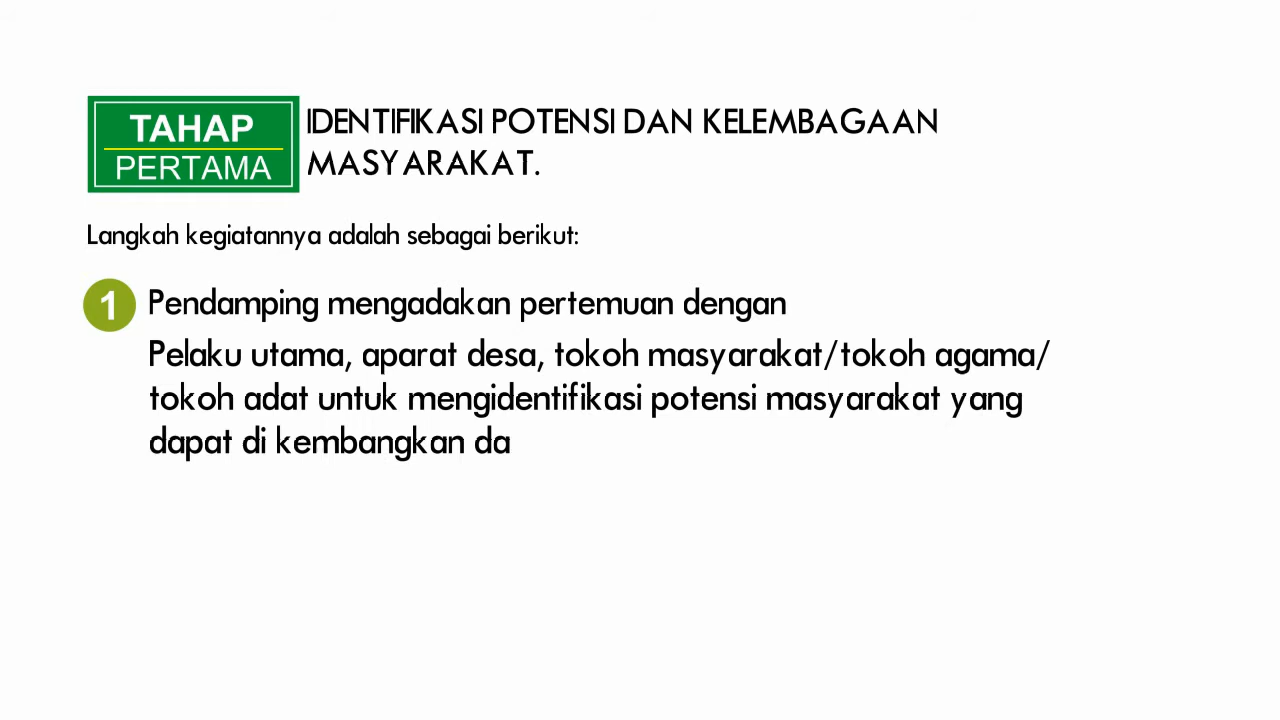 TAHAP
PERTAMA
IDENTIFIKASI POTENSI DAN KELEMBAGAAN
MASYARAKAT.
Langkah kegiatannya adalah sebagai berikut:
1 Pendamping mengadakan pertemuan dengan
Pelaku utama, aparat desa, tokoh masyarakat/tokoh agama/
tokoh adat untuk mengidentifikasi potensi masyarakat yang
dapat di kembangkan da